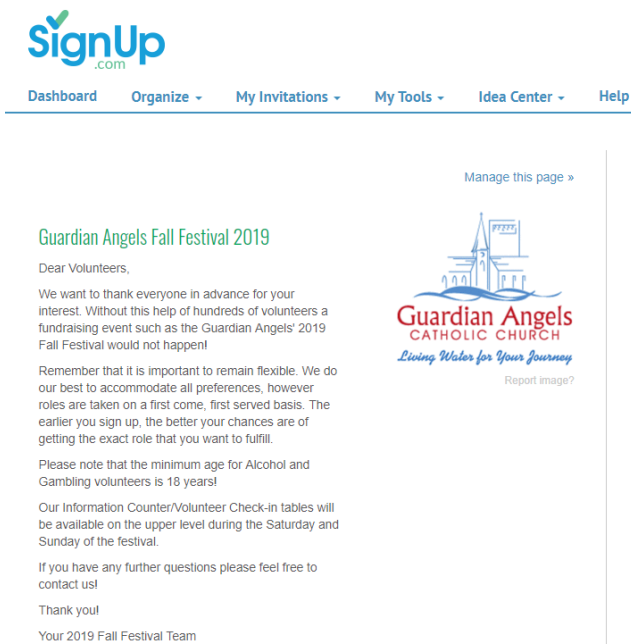 SignUp
.com
Dashboard Organize My Invitations My Tools Idea Center Help
Manage this page »
Guardian Angels Fall Festival 2019
Dear Volunteers,
We want to thank everyone in advance for your
interest. Without this help of hundreds of volunteers a
fundraising event such as the Guardian Angels' 2019
Fall Festival would not happen!
Remember that it is important to remain flexible. We do
our best to accommodate all preferences, however
roles are taken on a first come, first served basis. The
earlier you sign up, the better your chances are of
getting the exact role that you want to fulfill.
Please note that the minimum age for Alcohol and
Gambling volunteers is 18 years!
Our Information Counter/Volunteer Check-in tables will
be available on the upper level during the Saturday and
Sunday of the festival.
If you have any further questions please feel free to
contact us!
Thank you!
Your 2019 Fall Festival Team
Guardian Angels
CATHOLIC CHURCH
Living Water for Your Journey
Report image?